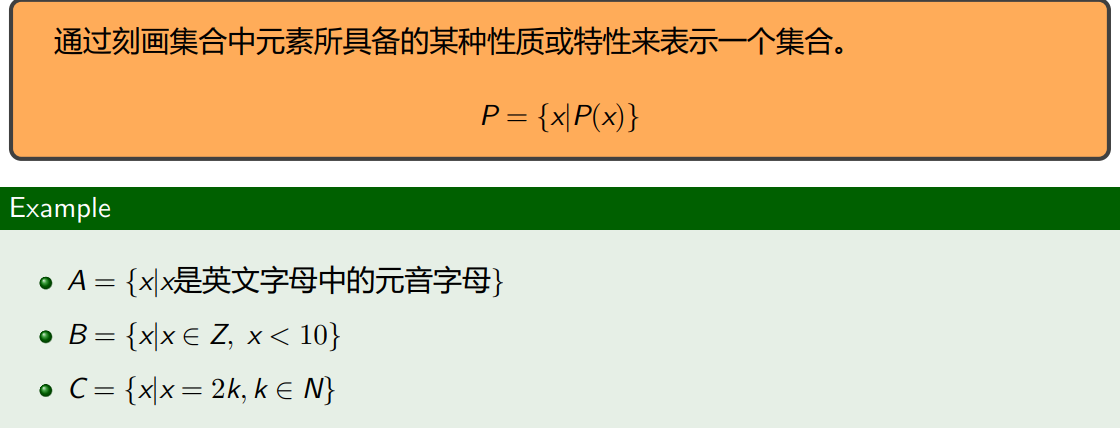 通过刻画集合中元素所具备的某种性质或特性来表示一个集合。
P = {x|P(x)}
Example
A = {x|x是英文字母中的元音字母}
B = {x|x ∈ Z, x < 10}
C = {x|x = 2k, k ∈ N}